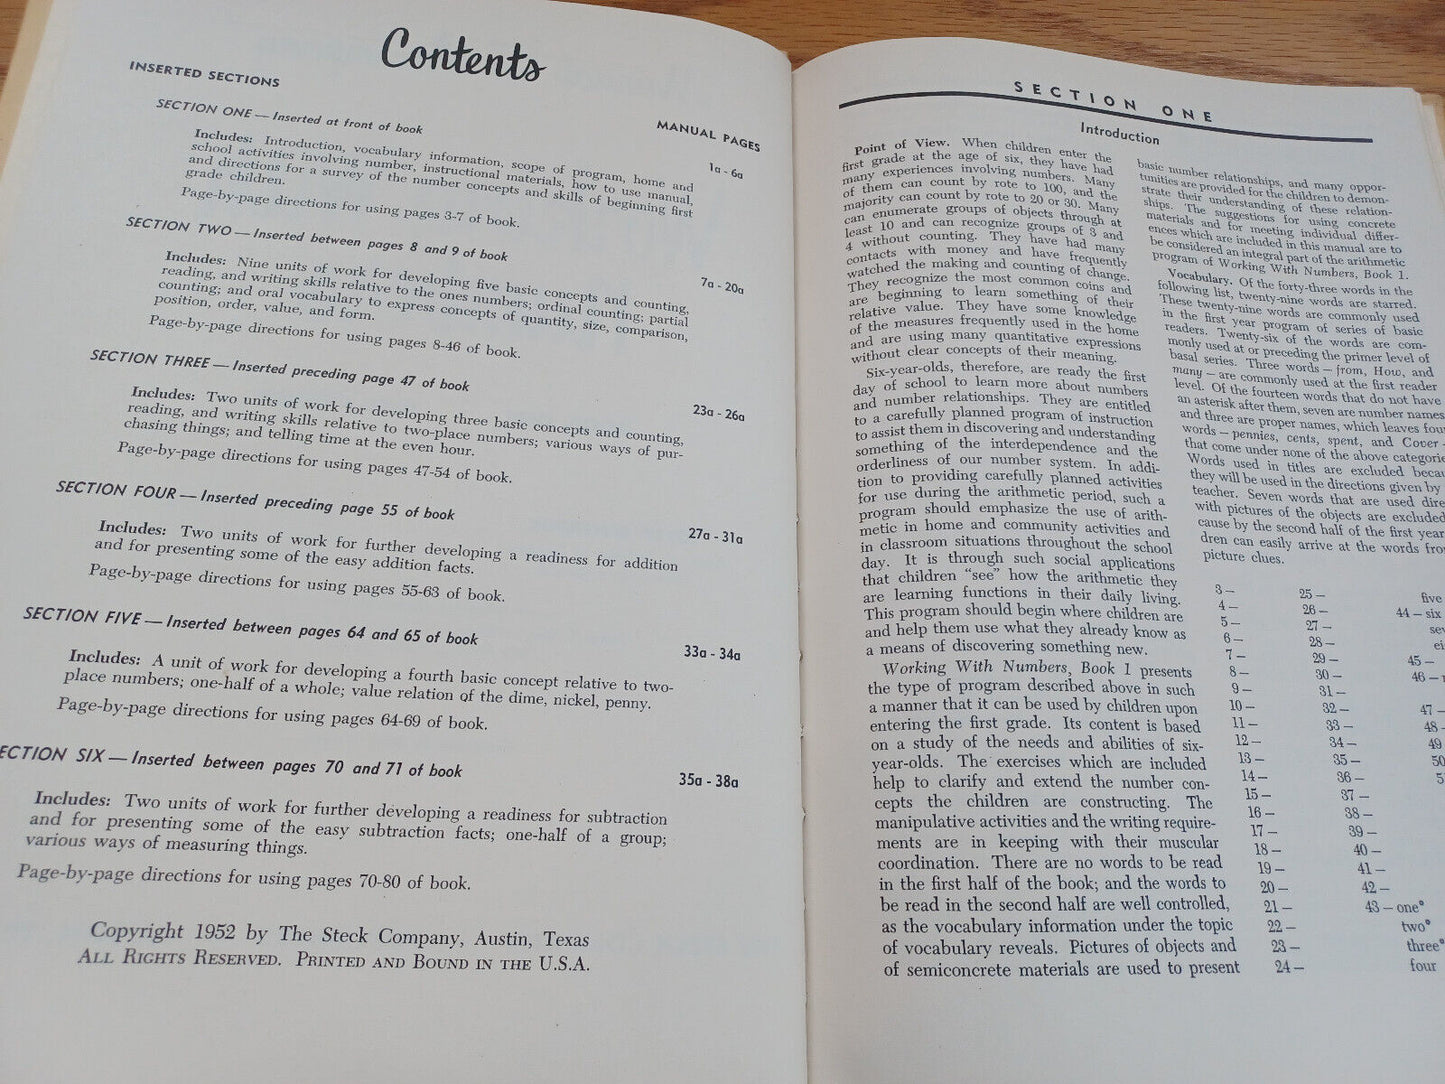 Contents
INSERTED SECTIONS
MANUAL PAGES
SECTION ONE — Inserted at front of book
1a - 6a
Includes: Introduction, vocabulary information, scope of program, home and
school activities involving number, instructional materials, how to use manual,
and directions for a survey of the number concepts and skills of beginning first
grade children.
Page-by-page directions for using pages 3-7 of book.
SECTION TWO — Inserted between pages 8 and 9 of book
7a - 20a
Includes: Nine units of work for developing five basic concepts and counting,
reading, and writing skills relative to the ones numbers; ordinal counting; partial
counting; and oral vocabulary to express concepts of quantity, size, comparison,
position, order, value, and form.
Page-by-page directions for using pages 8-46 of book.
SECTION THREE — Inserted preceding page 47 of book
23a - 26a
Includes: Two units of work for developing three basic concepts and counting,
reading, and writing skills relative to two-place numbers; various ways of pur-
chasing things; and telling time at the even hour.
Page-by-page directions for using pages 47-54 of book.
SECTION FOUR — Inserted preceding page 55 of book
27a - 31a
Includes: Two units of work for further developing a readiness for addition
and for presenting some of the easy addition facts.
Page-by-page directions for using pages 55-63 of book.
SECTION FIVE — Inserted between pages 64 and 65 of book
33a - 34a
Includes: A unit of work for developing a fourth basic concept relative to two-
place numbers; one-half of a whole; value relation of the dime, nickel, penny.
Page-by-page directions for using pages 64-69 of book.
ECTION SIX — Inserted between pages 70 and 71 of book
35a - 38a
Includes: Two units of work for further developing a readiness for subtraction
and for presenting some of the easy subtraction facts; one-half of a group;
various ways of measuring things.
Page-by-page directions for using pages 70-80 of book.
Copyright 1952 by The Steck Company, Austin, Texas
ALL RIGHTS RESERVED. PRINTED AND BOUND IN THE U.S.A.
SECTION ONE
Introduction
Point of View. When children enter the
first grade at the age of six, they have had
many experiences involving numbers. Many
of them can count by rote to 100, and the
majority can count by rote to 20 or 30. Many
can enumerate groups of objects through at
least 10 and can recognize groups of 3 and
4 without counting. They have had many
contacts with money and have frequently
watched the making and counting of change.
They recognize the most common coins and
are beginning to learn something of their
relative value. They have some knowledge
of the measures frequently used in the home
and are using many quantitative expressions
without clear concepts of their meaning.
Six-year-olds, therefore, are ready the first
day of school to learn more about numbers
and number relationships. They are entitled
to a carefully planned program of instruction
to assist them in discovering and understanding
something of the interdependence and the
orderliness of our number system. In addi-
tion to providing carefully planned activities
for use during the arithmetic period, such a
program should emphasize the use of arith-
metic in home and community activities and
in classroom situations throughout the school
day. It is through such social applications
that children "see" how the arithmetic they
are learning functions in their daily living.
This program should begin where children are
and help them use what they already know as
a means of discovering something new.
Working With Numbers, Book 1 presents
the type of program described above in such
a manner that it can be used by children upon
entering the first grade. Its content is based
on a study of the needs and abilities of six-
year-olds. The exercises which are included
help to clarify and extend the number con-
cepts the children are constructing. The
manipulative activities and the writing require-
ments are in keeping with their muscular
coordination. There are no words to be read
in the first half of the book; and the words to
be read in the second half are well controlled,
as the vocabulary information under the topic
of vocabulary reveals. Pictures of objects and
of semiconcrete materials are used to present
basic number relationships, and many oppor-
tunities are provided for the children to demon-
strate their understanding of these relation-
ships. The suggestions for using concrete
materials and for meeting individual differ-
ences which are included in this manual are to
be considered an integral part of the arithmetic
program of Working With Numbers, Book 1.
Vocabulary. Of the forty-three words in the
following list, twenty-nine words are starred.
These twenty-nine words are commonly used
in the first year program of series of basic
readers. Twenty-six of the words are com-
monly used at or preceding the primer level of
basal series. Three words — from, How, and
many — are commonly used at the first reader
level. Of the fourteen words that do not have
an asterisk after them, seven are number names
and three are proper names, which leaves four
words — pennies, cents, spent, and Cover —
that come under none of the above categorie
Words used in titles are excluded becau
they will be used in the directions given by
teacher. Seven words that are used dire
with pictures of the objects are excluded
cause by the second half of the first year
dren can easily arrive at the words fro
picture clues.
3 —
4 —
5 —
6 —
7 —
8 —
9 —
10 —
11 —
12 —
13 —
14 —
15 —
16 —
17 —
18 —
19 —
20 —
21 —
22 —
23 —
24 —
25 —
26 —
27 —
28 —
29 —
30 —
31 —
32 —
33 —
34 —
35 —
36 —
37 —
38 —
39 —
40 —
41 —
42 —
43 — one*
two*
three*
four
five
44 — six
sev
ei
45 —
46 —
47 —
48 -
49
50
5